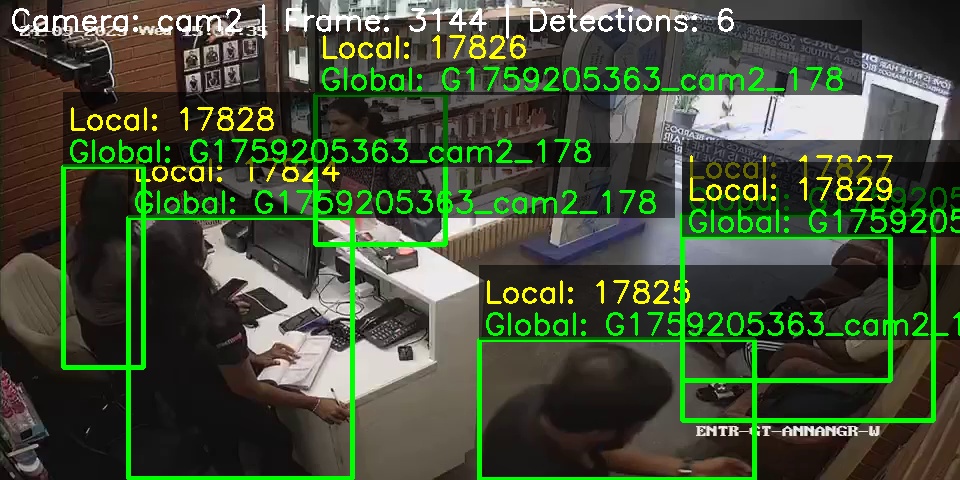 Camera: cam2 | Frame: 3144 | Detections: 6
Local: 17826
Global: G1759205363_cam2_178
Local: 17828
Global: G1759205363_cam2_178
Local: 17824
Global: G1759205363_cam2_178
Local: 17827
Local: 17829
Global: G1759205
Local: 17825
Global: G1759205363_cam2_1
ENTR-GT-ANNANGR-W